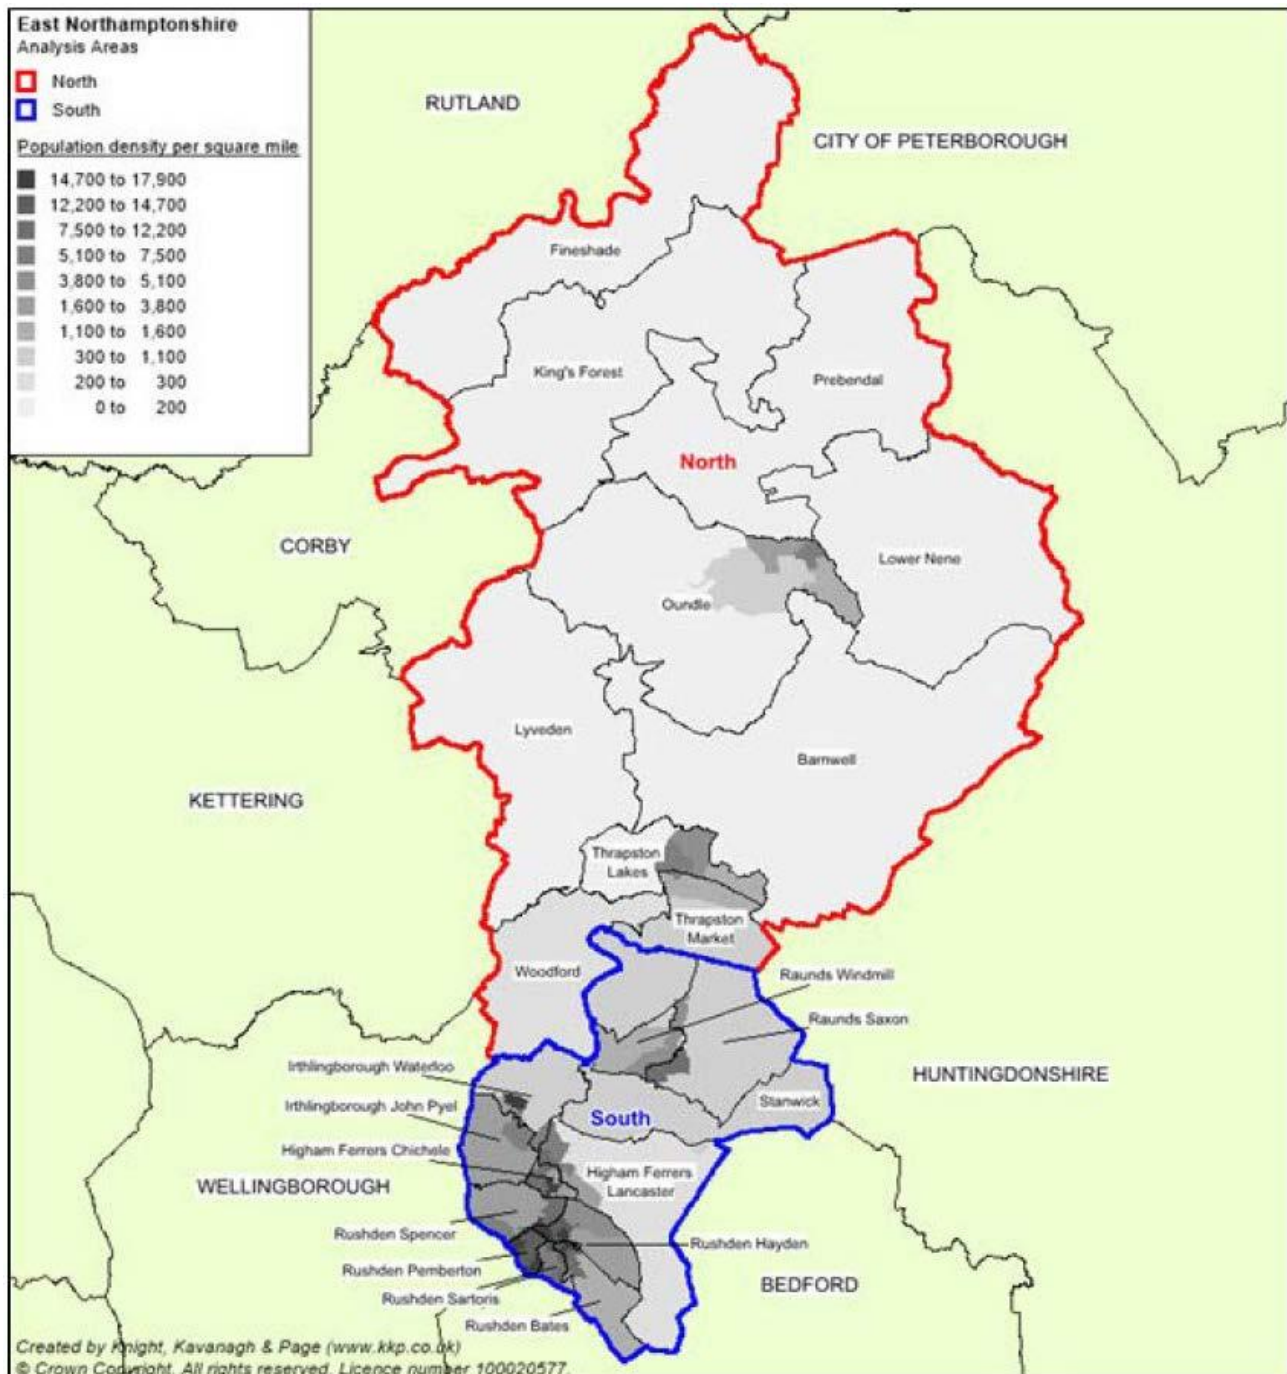 East Northamptonshire
Analysis Areas
North
South
Population density per square mile
14,700 to 17,900
12,200 to 14,700
7,500 to 12,200
5,100 to 7,500
3,800 to 5,100
1,600 to 3,800
1,100 to 1,600
300 to 1,100
200 to 300
0 to 200
RUTLAND
CITY OF PETERBOROUGH
Fineshade
King's Forest
Prebendal
North
CORBY
Lower Nene
Oundle
Lyveden
Barnwell
KETTERING
Thrapston
Lakes
Thrapston
Market
Woodford
Raunds Windmill
Raunds Saxon
Irthlingborough Waterloo
HUNTINGDONSHIRE
Irthlingborough John Pyel
Stanwick
South
Higham Ferrers Chichele
Higham Ferrers
Lancaster
WELLINGBOROUGH
Rushden Spencer
Rushden Hayden
Rushden Pemberton
BEDFORD
Rushden Sartoris
Rushden Bates
Created by Knight, Kavanagh & Page (www.kkp.co.uk)
© Crown Copyright. All rights reserved. Licence number 100020577.